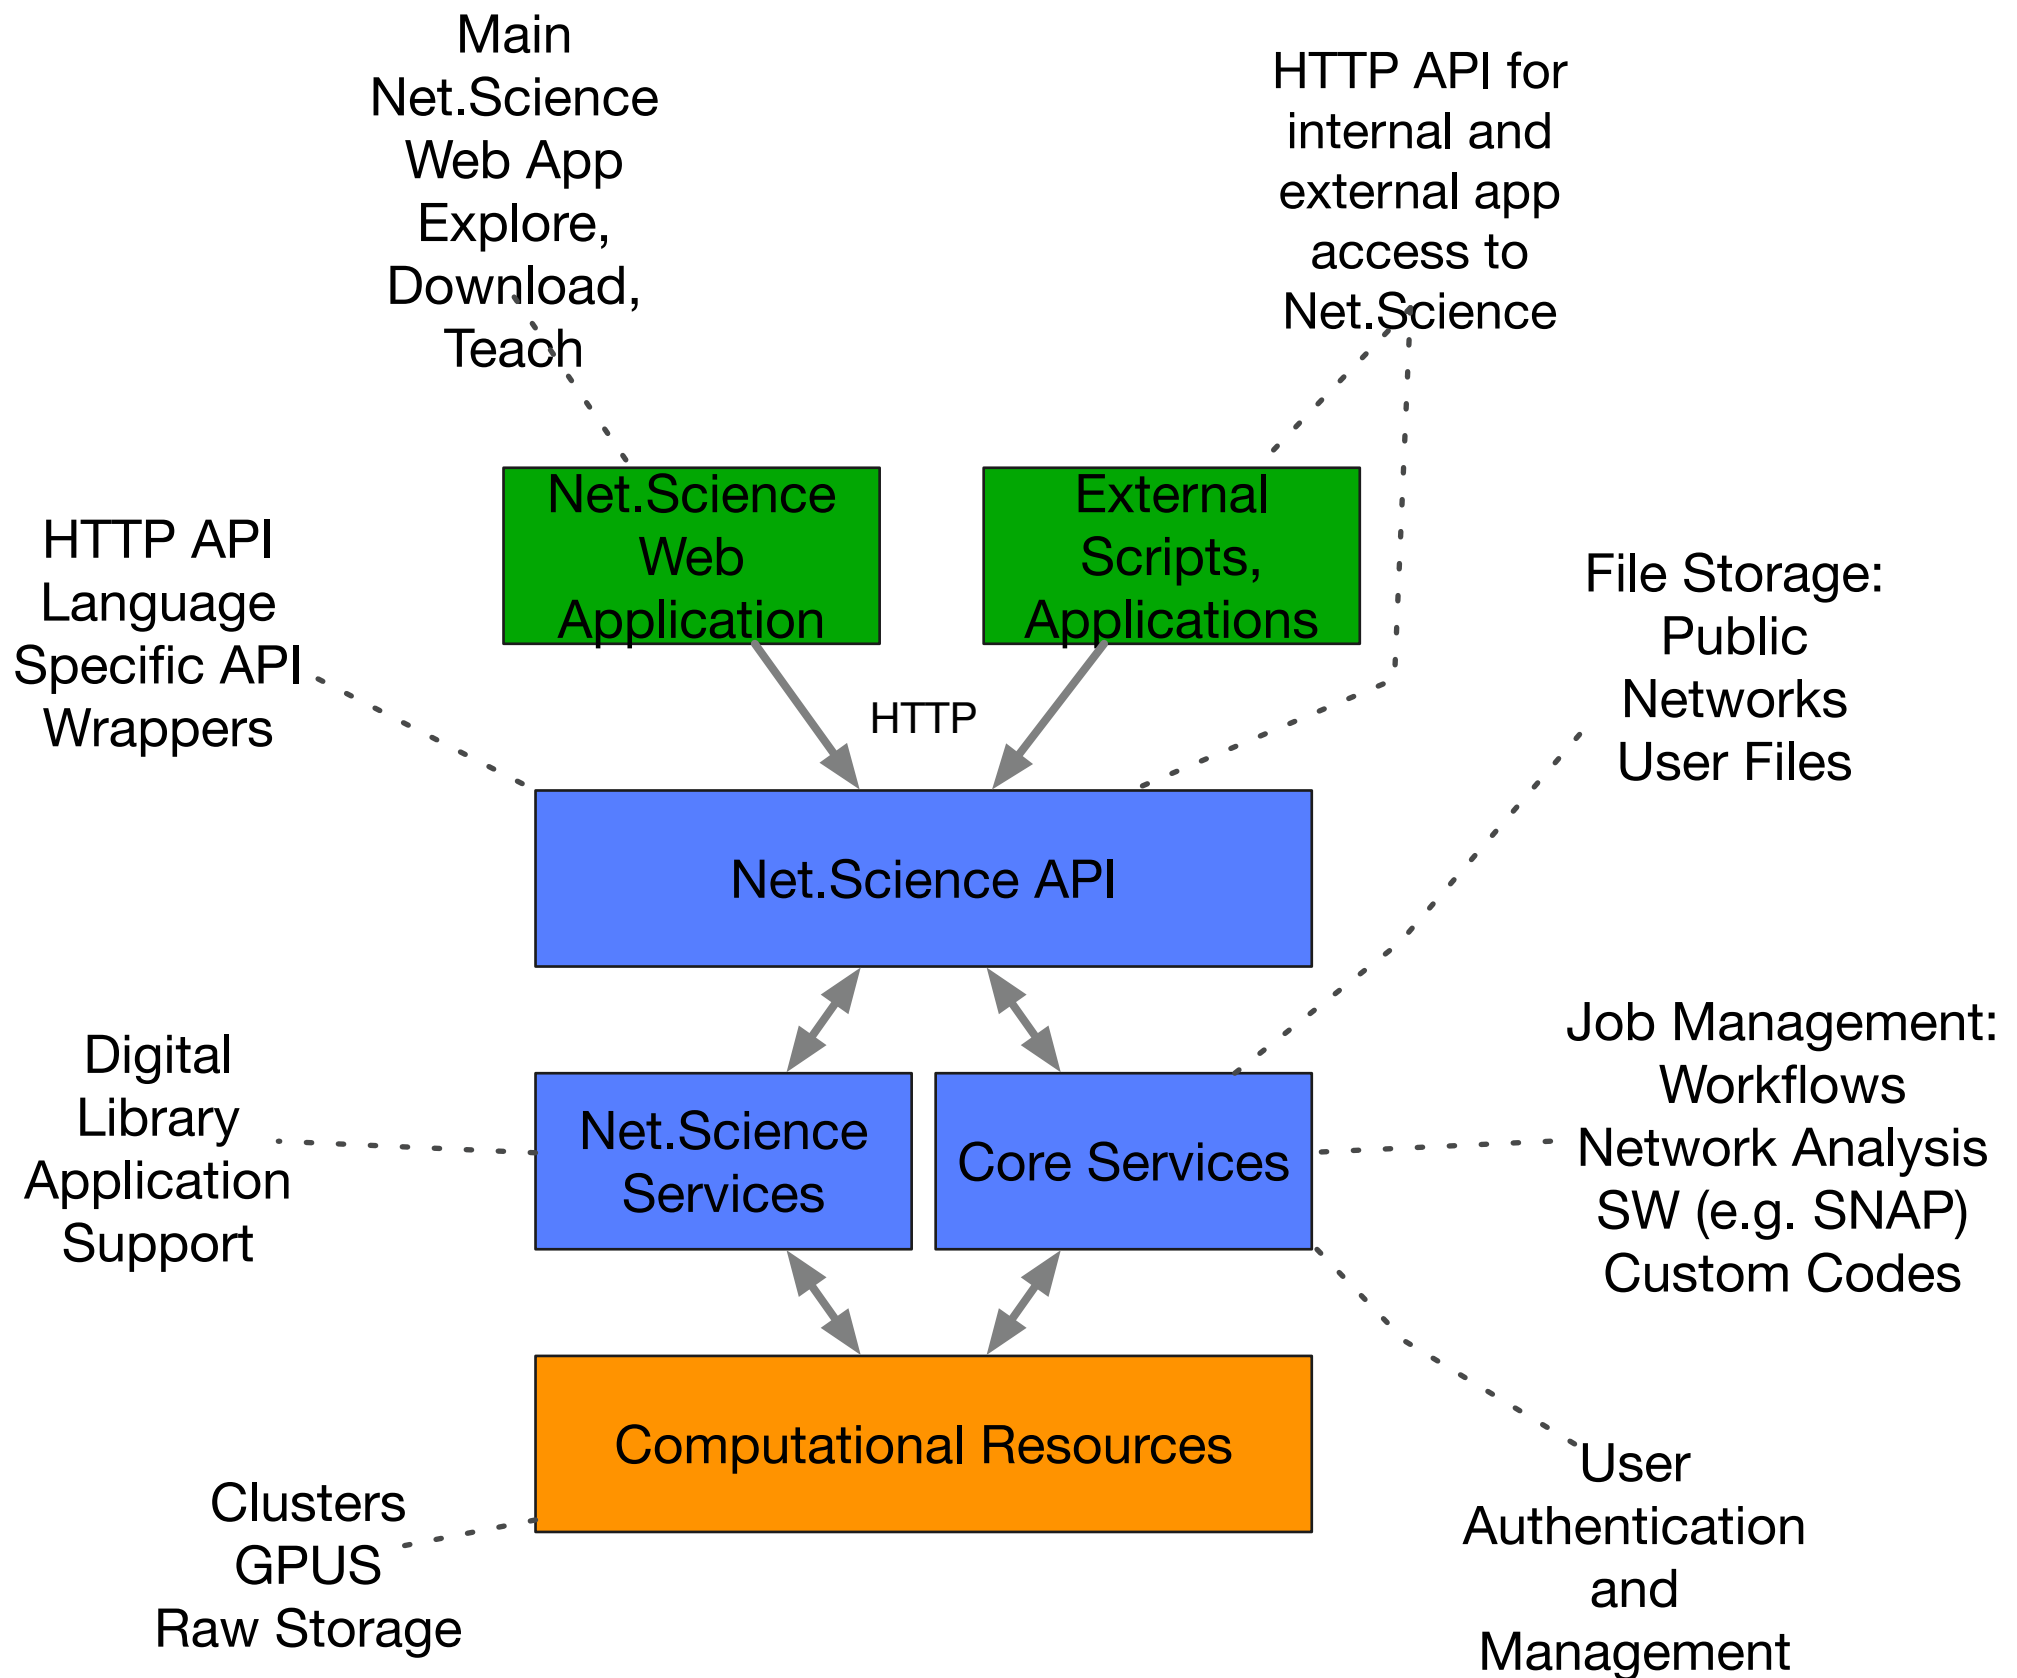 Main
Net.Science
Web App
Explore,
Download,
Teach
HTTP API for
internal and
external app
access to
Net.Science
Net.Science
Web
Application
External
Scripts,
Applications
HTTP API
Language
Specific API
Wrappers
File Storage:
Public
Networks
User Files
HTTP
Net.Science API
Digital
Library
Application
Support
Net.Science
Services
Core Services
Job Management:
Workflows
Network Analysis
SW (e.g. SNAP)
Custom Codes
Computational Resources
Clusters
GPUS
Raw Storage
User
Authentication
and
Management